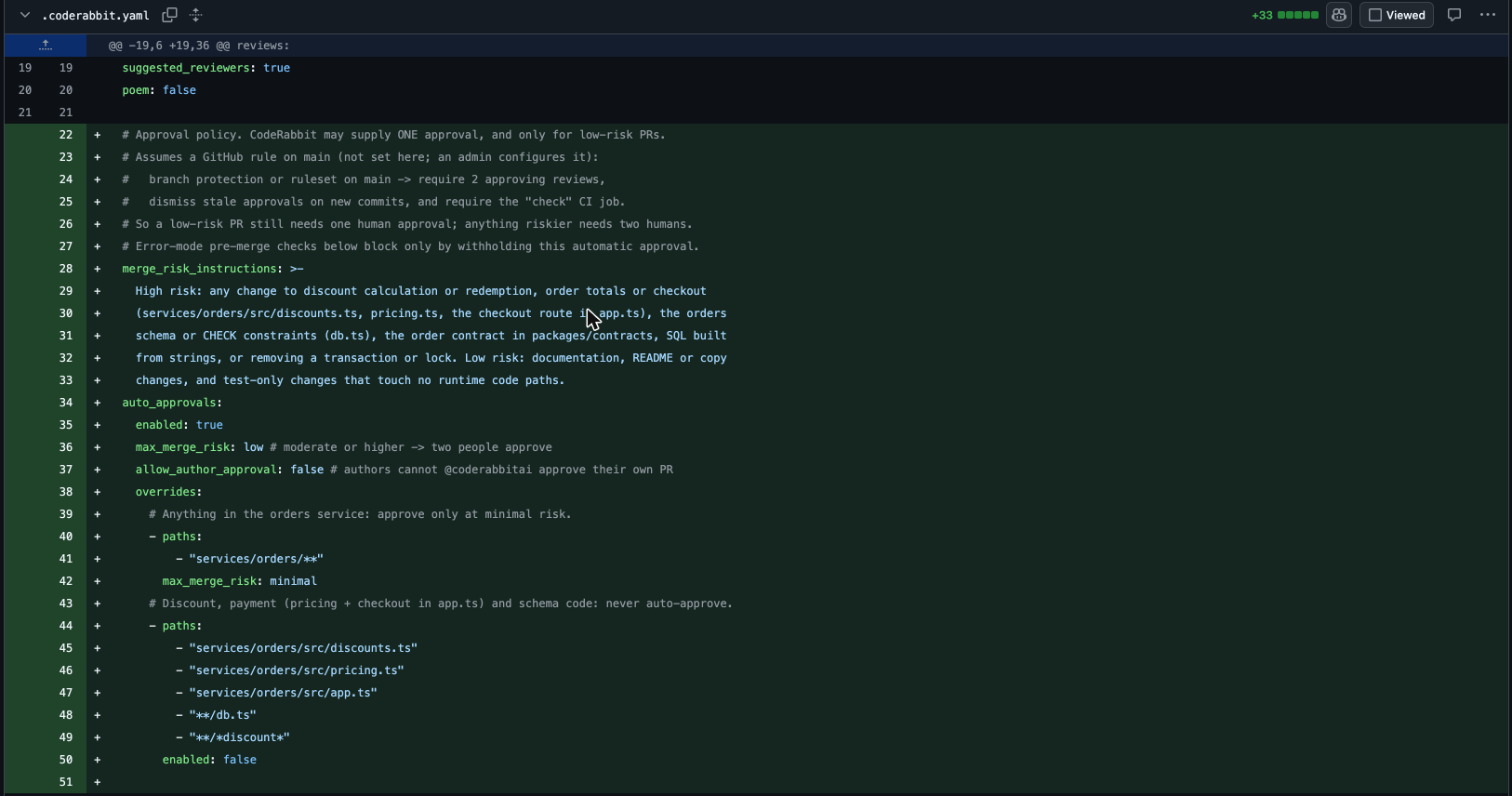 .coderabbit.yaml +33 Viewed
@@ -19,6 +19,36 @@ reviews:
19 19 suggested_reviewers: true
20 20 poem: false
21 21
22 + # Approval policy. CodeRabbit may supply ONE approval, and only for low-risk PRs.
23 + # Assumes a GitHub rule on main (not set here; an admin configures it):
24 + #   branch protection or ruleset on main -> require 2 approving reviews,
25 + #   dismiss stale approvals on new commits, and require the "check" CI job.
26 + # So a low-risk PR still needs one human approval; anything riskier needs two humans.
27 + # Error-mode pre-merge checks below block only by withholding this automatic approval.
28 + merge_risk_instructions: >-
29 +   High risk: any change to discount calculation or redemption, order totals or checkout
30 +   (services/orders/src/discounts.ts, pricing.ts, the checkout route in app.ts), the orders
31 +   schema or CHECK constraints (db.ts), the order contract in packages/contracts, SQL built
32 +   from strings, or removing a transaction or lock. Low risk: documentation, README or copy
33 +   changes, and test-only changes that touch no runtime code paths.
34 + auto_approvals:
35 +   enabled: true
36 +   max_merge_risk: low # moderate or higher -> two people approve
37 +   allow_author_approval: false # authors cannot @coderabbitai approve their own PR
38 +   overrides:
39 +     # Anything in the orders service: approve only at minimal risk.
40 +     - paths:
41 +         - "services/orders/**"
42 +       max_merge_risk: minimal
43 +     # Discount, payment (pricing + checkout in app.ts) and schema code: never auto-approve.
44 +     - paths:
45 +         - "services/orders/src/discounts.ts"
46 +         - "services/orders/src/pricing.ts"
47 +         - "services/orders/src/app.ts"
48 +         - "**/db.ts"
49 +         - "**/*discount*"
50 +       enabled: false
51 +